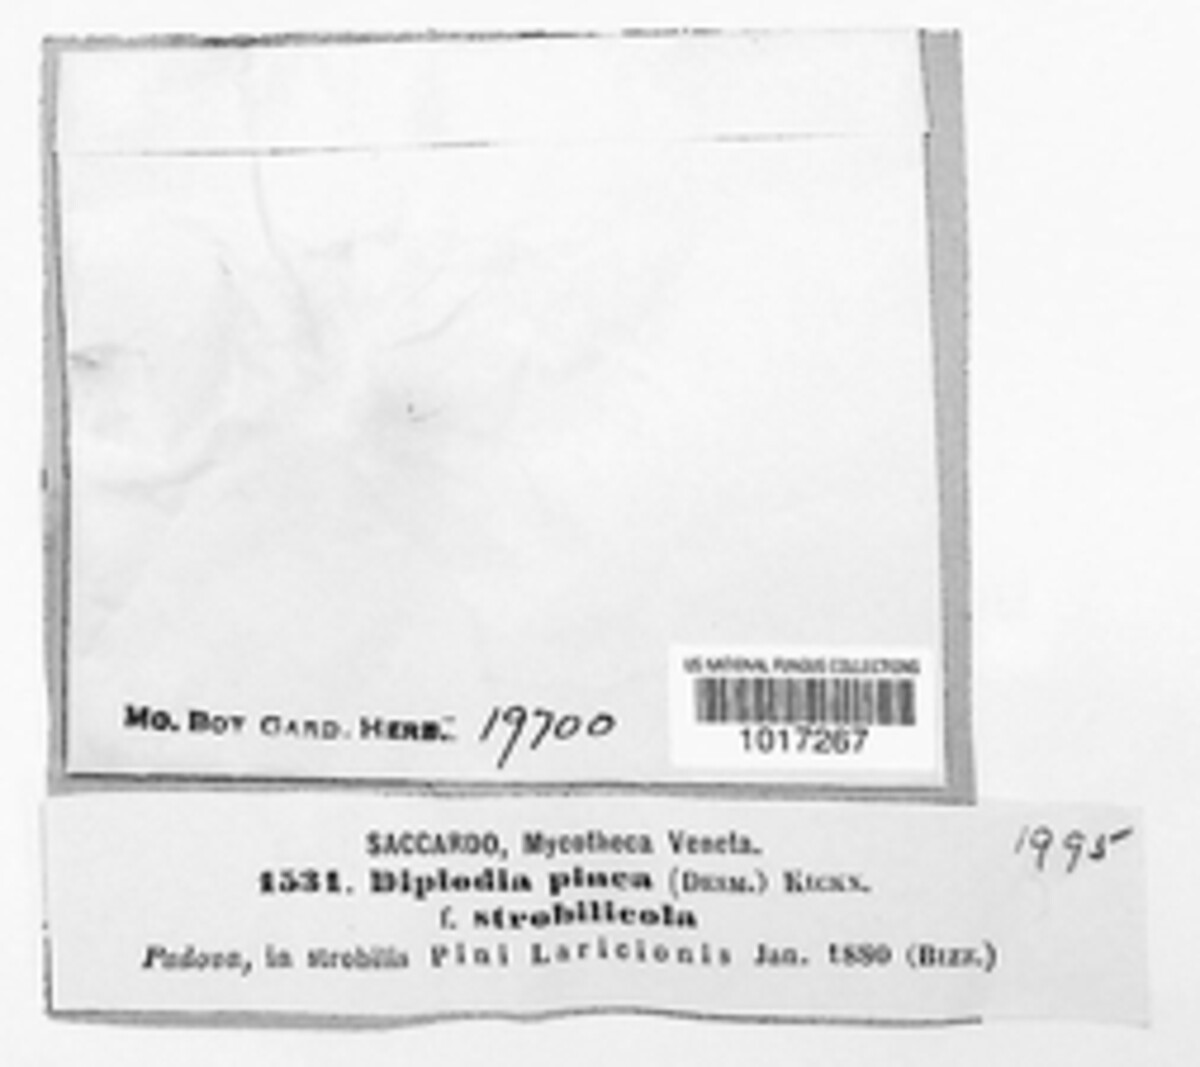 MO. BOT GARD. HERB. 19700
US NATIONAL FUNGUS COLLECTIONS
1017267
1995
SACCARDO, Mycotheca Veneta.
1531. Diplodia pinea (DESM.) KICKX.
f. strobilicola
Padova, in strobilis Pini Laricionis Jan. 1880 (BIZZ.)